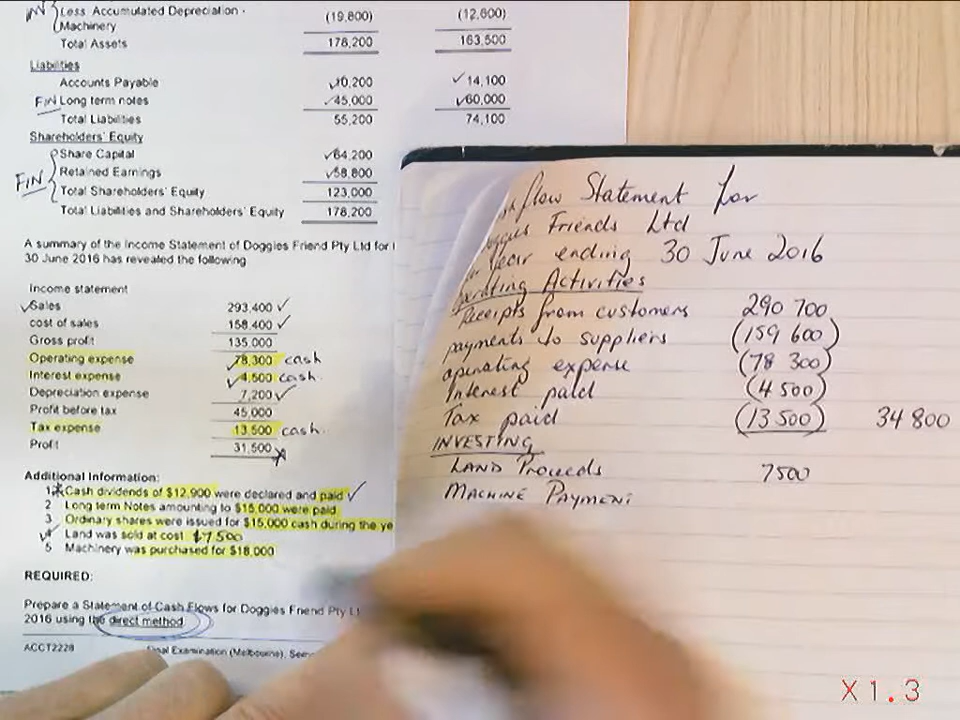 IN Less Accumulated Depreciation - (19,800) (12,600)
Machinery
Total Assets 178,200 163,500
Liabilities
Accounts Payable 10,200 14,100
FIN Long term notes 45,000 60,000
Total Liabilities 55,200 74,100
Shareholders' Equity
Share Capital 64,200
Retained Earnings 58,800
FIN
Total Shareholders' Equity 123,000
Total Liabilities and Shareholders' Equity 178,200
A summary of the Income Statement of Doggies Friend Pty Ltd for
30 June 2016 has revealed the following
Income statement
Sales 293,400
cost of sales 158,400
Gross profit 135,000
Operating expense 78,300 cash
Interest expense 4,500 cash.
Depreciation expense 7,200
Profit before tax 45,000
Tax expense 13,500 cash.
Profit 31,500
Additional Information:
1 Cash dividends of $12,900 were declared and paid
2 Long term Notes amounting to $15,000 were paid
3 Ordinary shares were issued for $15,000 cash during the ye
4 Land was sold at cost $7500
5 Machinery was purchased for $18,000
REQUIRED:
Prepare a Statement of Cash Flows for Doggies Friend Pty Lt
2016 using the direct method
ACCT2228 Final Examination (Melbourne), Sem
flow Statement for
Friends Ltd
Year ending 30 June 2016
Operating Activities
Receipts from customers 290 700
payments to suppliers (159 600)
operating expense (78 300)
Interest paid (4 500)
Tax paid (13 500) 34 800
INVESTING
LAND Proceeds 7500
MACHINE PAYMENT
X1.3